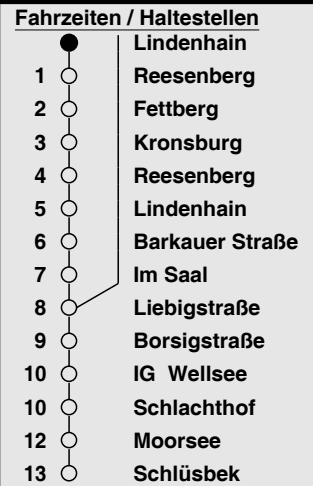 Fahrzeiten / Haltestellen
Lindenhain
1 Reesenberg
2 Fettberg
3 Kronsburg
4 Reesenberg
5 Lindenhain
6 Barkauer Straße
7 Im Saal
8 Liebigstraße
9 Borsigstraße
10 IG Wellsee
10 Schlachthof
12 Moorsee
13 Schlüsbek